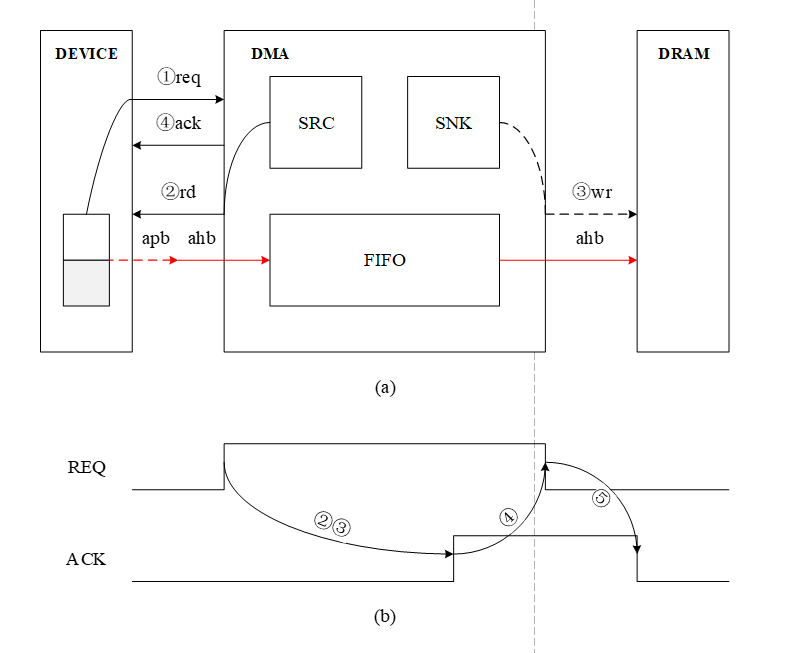 DEVICE
DMA
DRAM
①req
④ack
SRC
SNK
②rd
③wr
apb
ahb
ahb
FIFO
(a)
REQ
②③
④
⑤
ACK
(b)